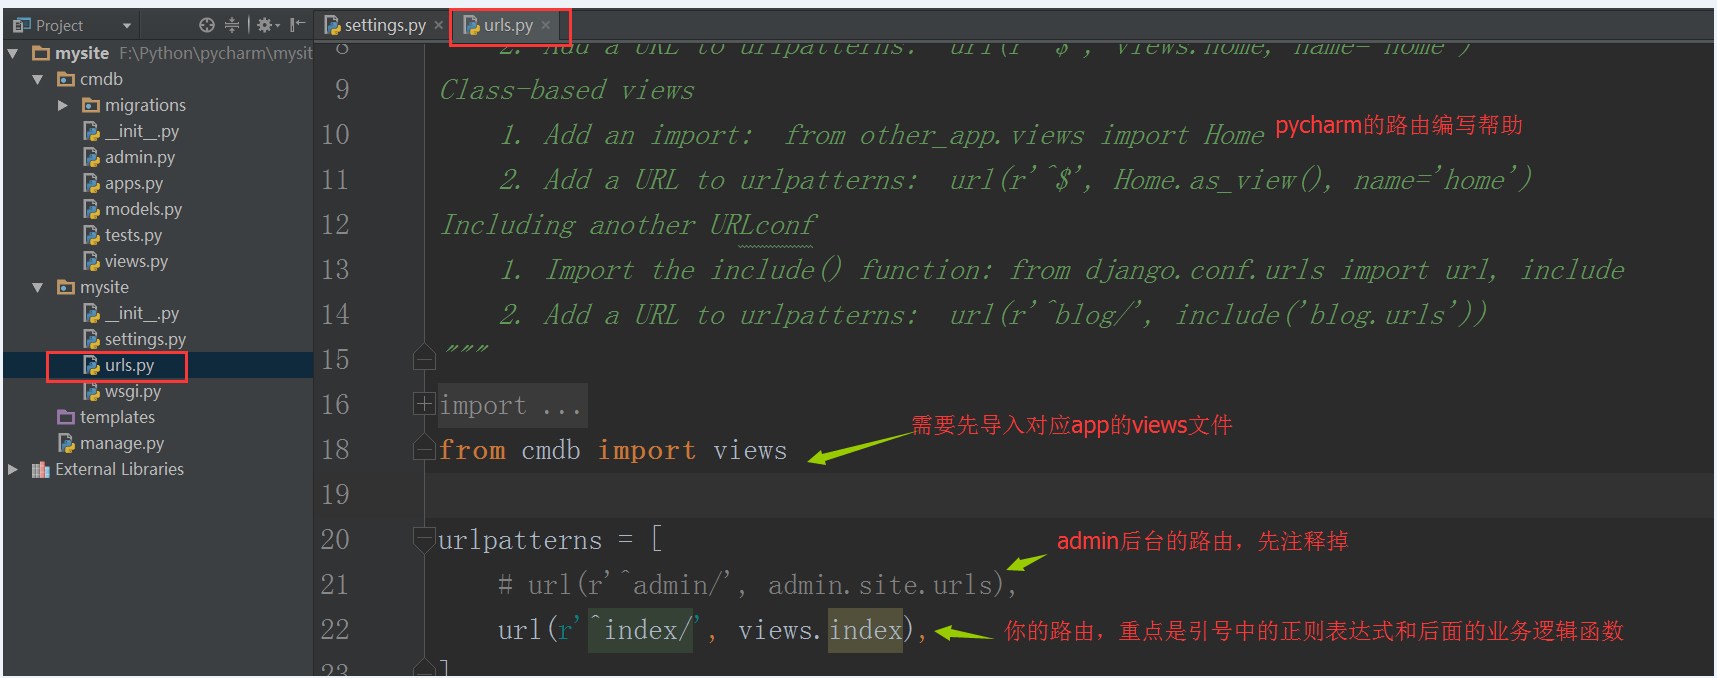 Project
settings.py
urls.py
mysite F:\Python\pycharm\mysit
cmdb
migrations
__init__.py
admin.py
apps.py
models.py
tests.py
views.py
mysite
__init__.py
settings.py
urls.py
wsgi.py
templates
manage.py
External Libraries
8 2. Add a URL to urlpatterns: url(r'^$', views.home, name='home')
9 Class-based views
10 1. Add an import: from other_app.views import Home pycharm的路由编写帮助
11 2. Add a URL to urlpatterns: url(r'^$', Home.as_view(), name='home')
12 Including another URLconf
13 1. Import the include() function: from django.conf.urls import url, include
14 2. Add a URL to urlpatterns: url(r'^blog/', include('blog.urls'))
15 """
16 import ...
需要先导入对应app的views文件
18 from cmdb import views
19
20 urlpatterns = [
admin后台的路由，先注释掉
21 # url(r'^admin/', admin.site.urls),
22 url(r'^index/', views.index), 你的路由，重点是引号中的正则表达式和后面的业务逻辑函数
23 ]